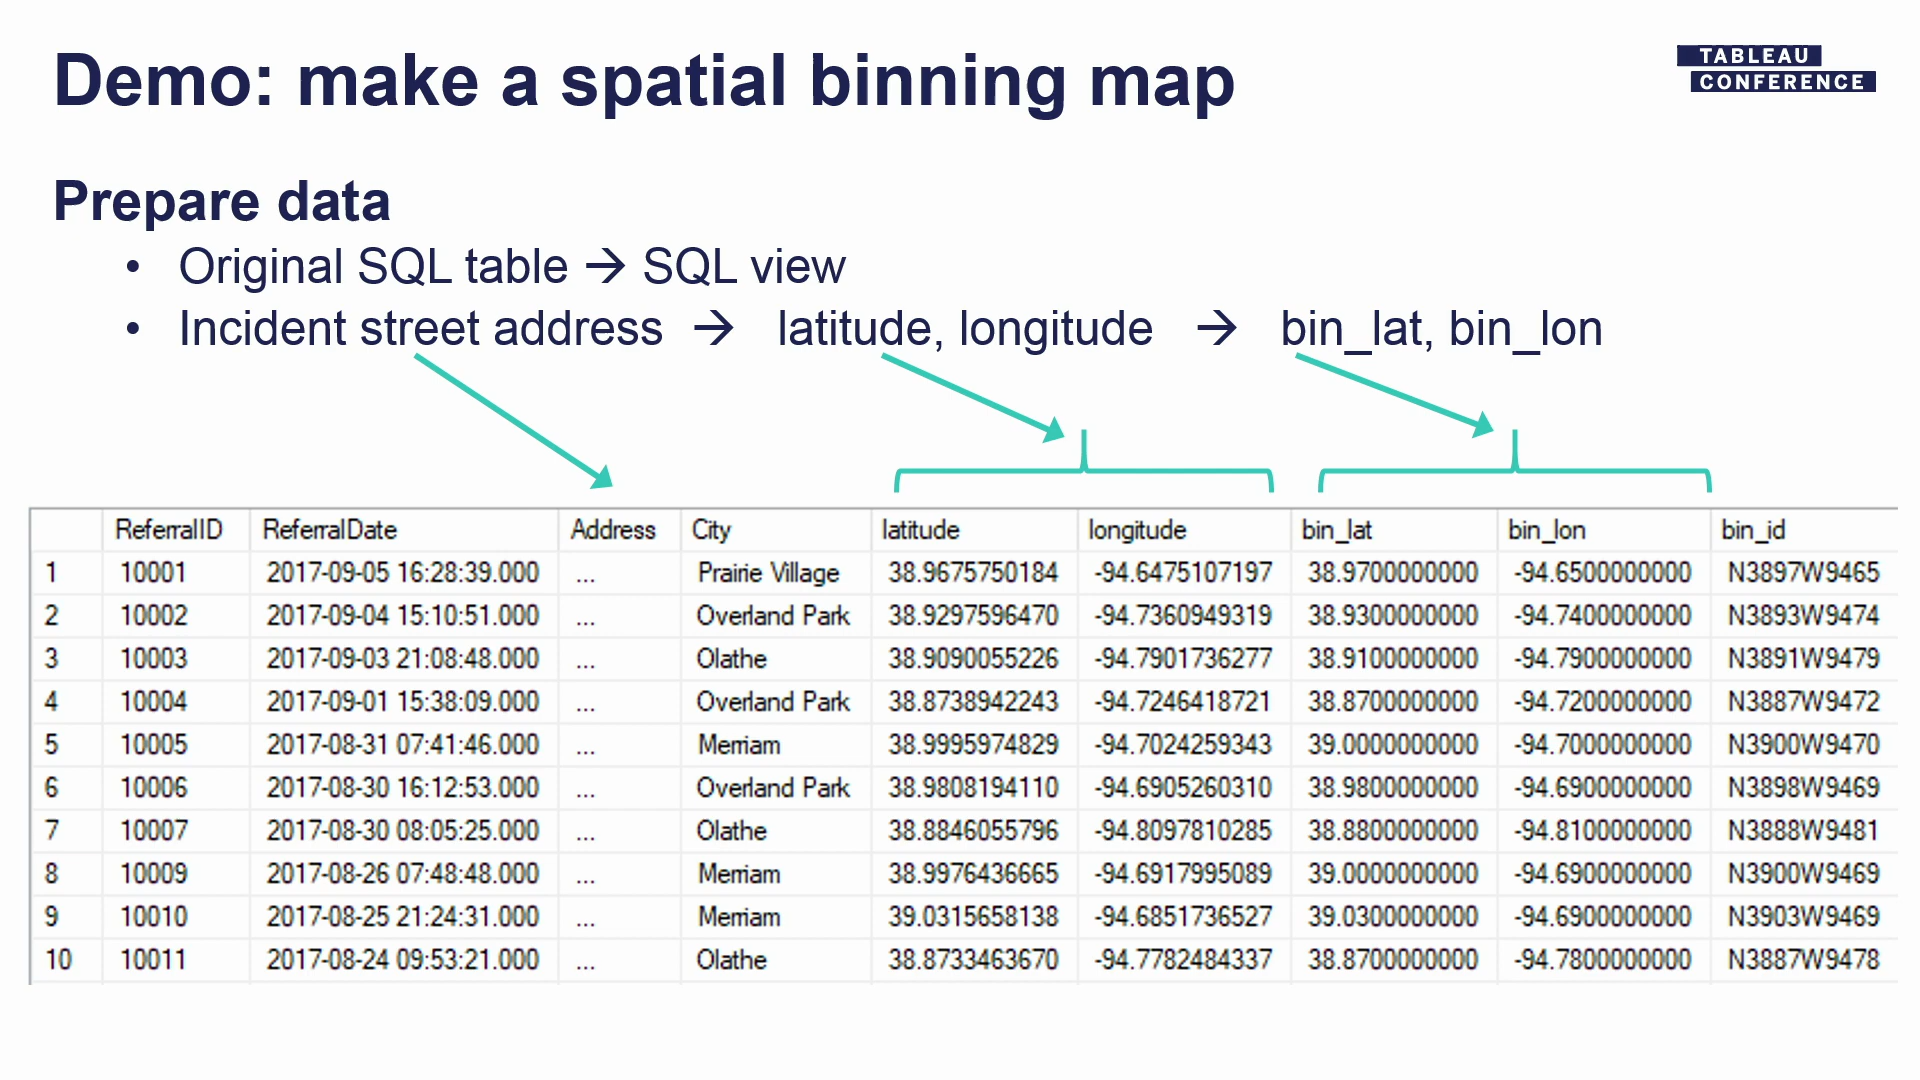 Demo: make a spatial binning map
TABLEAU
CONFERENCE
Prepare data
• Original SQL table → SQL view
• Incident street address → latitude, longitude → bin_lat, bin_lon
ReferralID ReferralDate Address City latitude longitude bin_lat bin_lon bin_id
1 10001 2017-09-05 16:28:39.000 ... Prairie Village 38.9675750184 -94.6475107197 38.9700000000 -94.6500000000 N3897W9465
2 10002 2017-09-04 15:10:51.000 ... Overland Park 38.9297596470 -94.7360949319 38.9300000000 -94.7400000000 N3893W9474
3 10003 2017-09-03 21:08:48.000 ... Olathe 38.9090055226 -94.7901736277 38.9100000000 -94.7900000000 N3891W9479
4 10004 2017-09-01 15:38:09.000 ... Overland Park 38.8738942243 -94.7246418721 38.8700000000 -94.7200000000 N3887W9472
5 10005 2017-08-31 07:41:46.000 ... Merriam 38.9995974829 -94.7024259343 39.0000000000 -94.7000000000 N3900W9470
6 10006 2017-08-30 16:12:53.000 ... Overland Park 38.9808194110 -94.6905260310 38.9800000000 -94.6900000000 N3898W9469
7 10007 2017-08-30 08:05:25.000 ... Olathe 38.8846055796 -94.8097810285 38.8800000000 -94.8100000000 N3888W9481
8 10009 2017-08-26 07:48:48.000 ... Merriam 38.9976436665 -94.6917995089 39.0000000000 -94.6900000000 N3900W9469
9 10010 2017-08-25 21:24:31.000 ... Merriam 39.0315658138 -94.6851736527 39.0300000000 -94.6900000000 N3903W9469
10 10011 2017-08-24 09:53:21.000 ... Olathe 38.8733463670 -94.7782484337 38.8700000000 -94.7800000000 N3887W9478